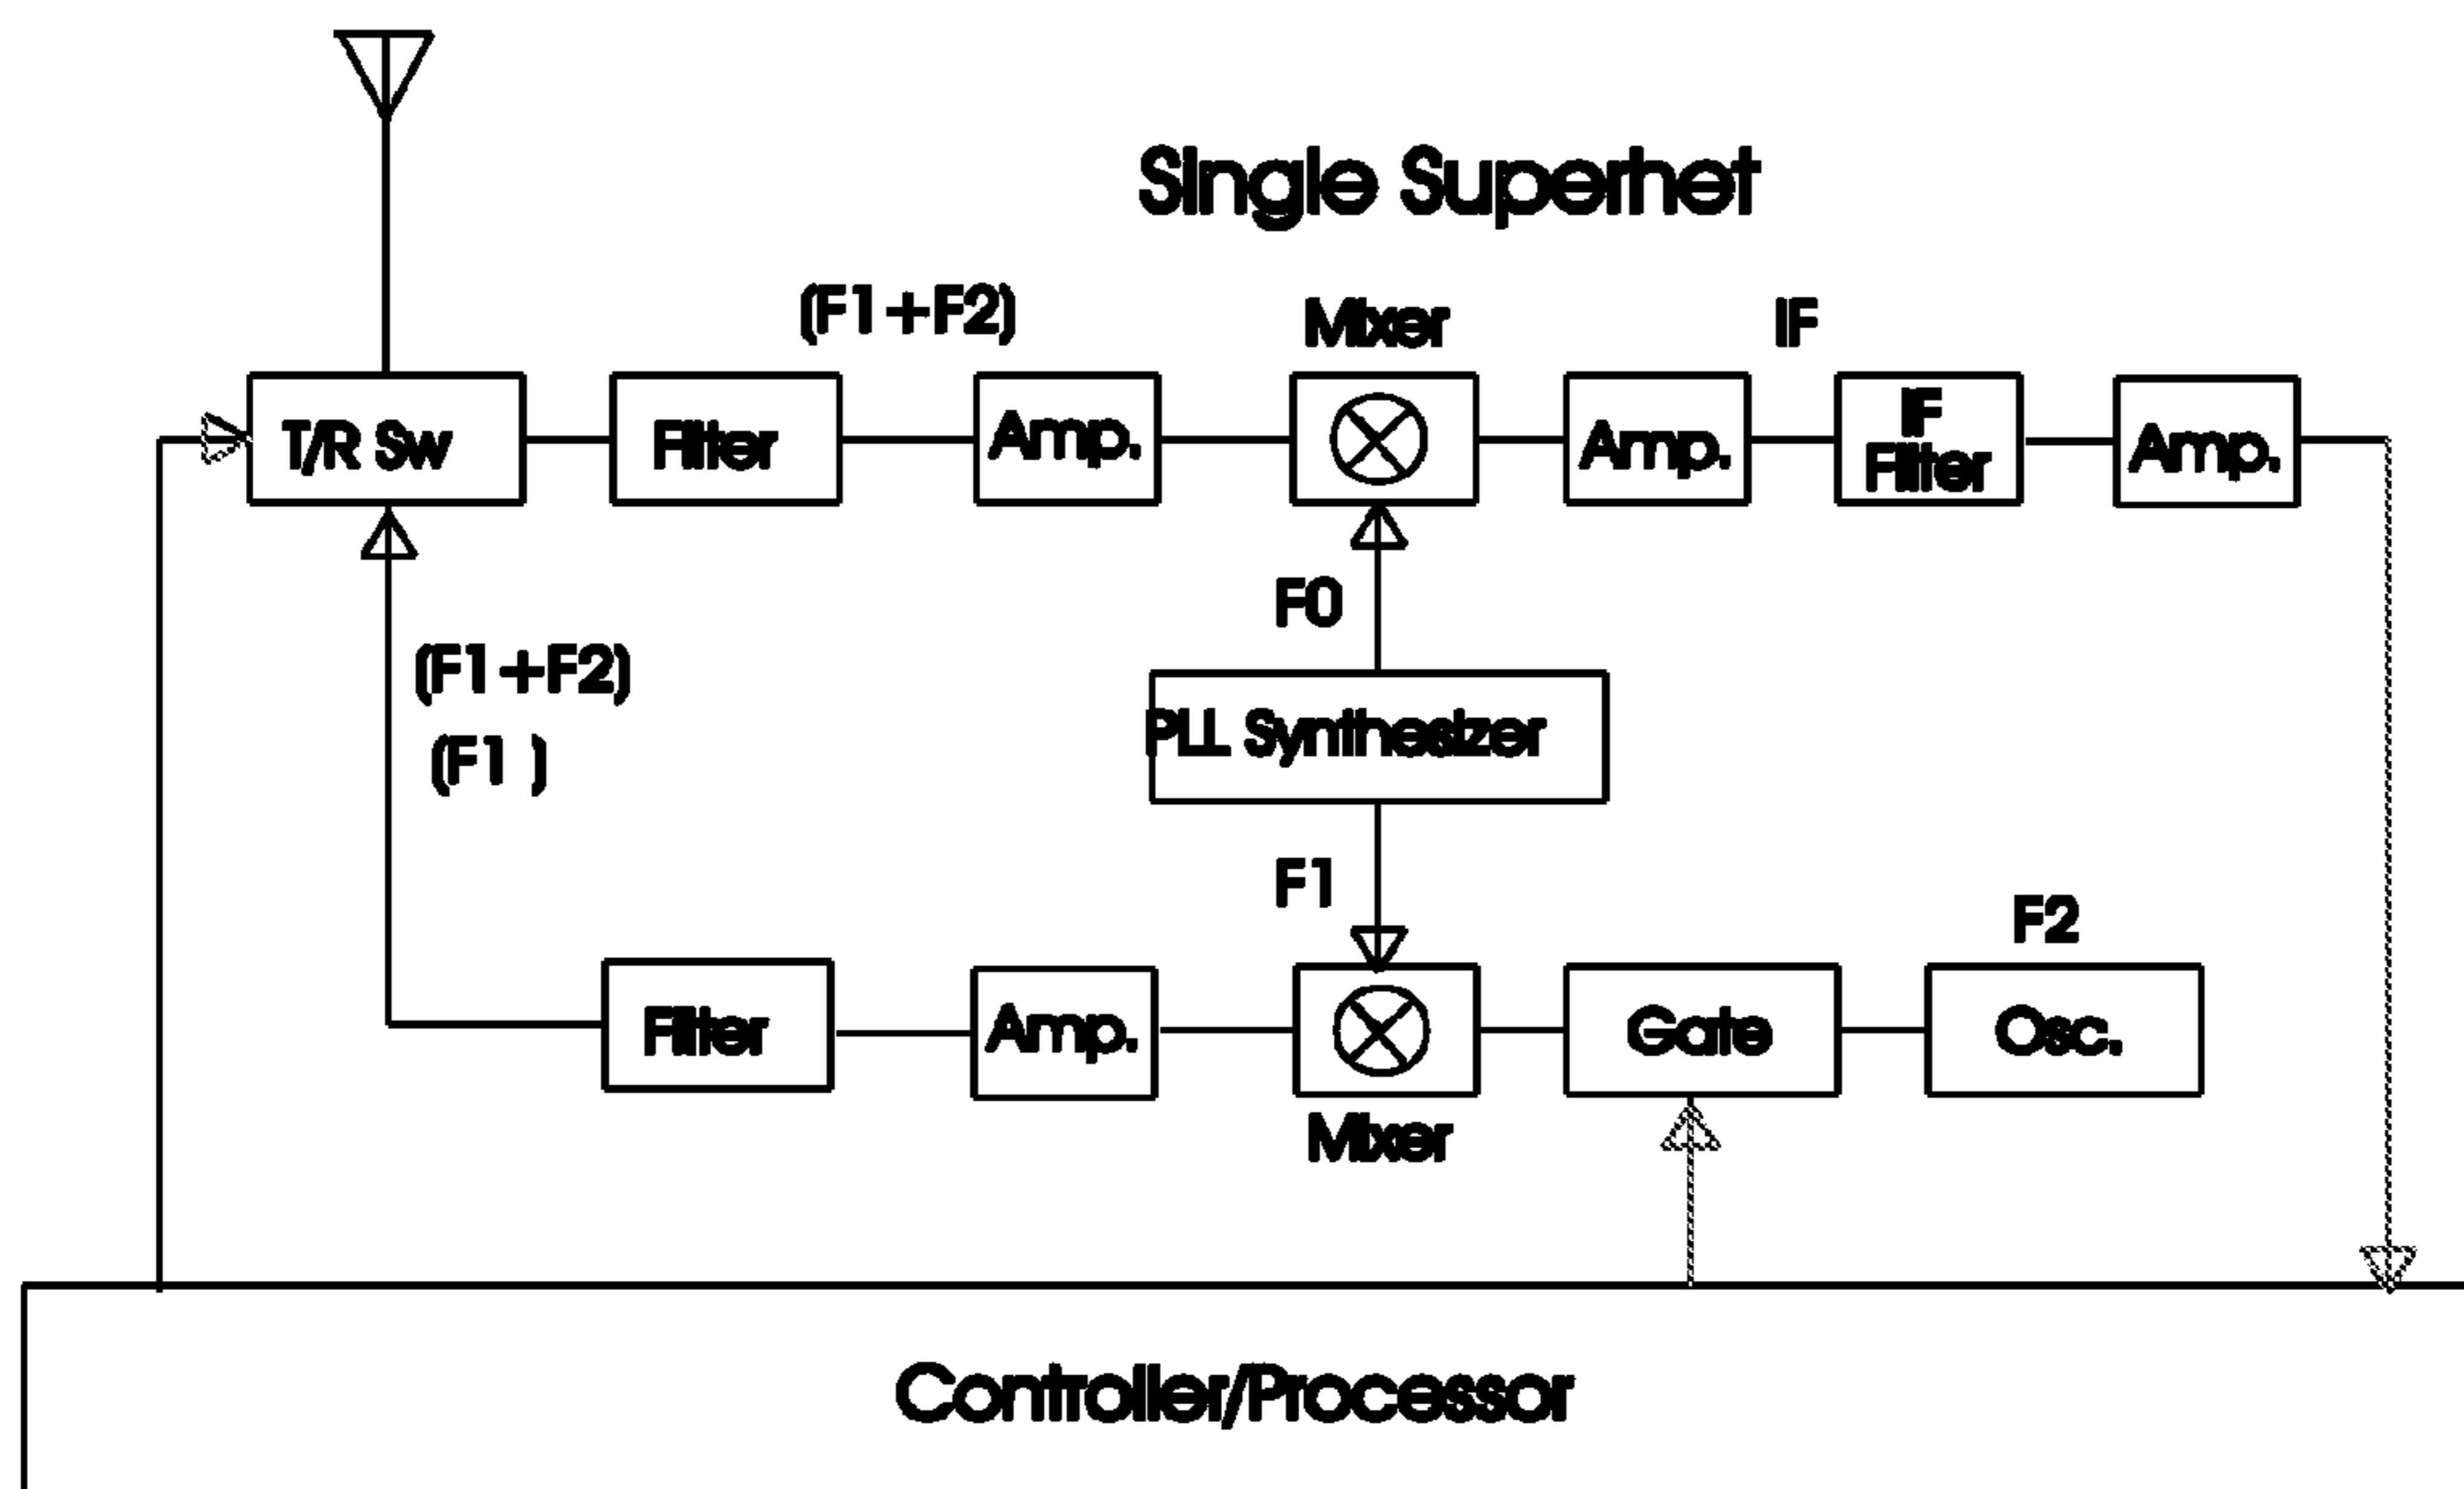 Single Superhet
(F1+F2)
Mixer
IF
T/R Sw
Filter
Amp.
Amp.
IF
Filter
Amp.
F0
(F1+F2)
(F1 )
PLL Synthesizer
F1
F2
Filter
Amp.
Gate
Osc.
Mixer
Controller/Processor